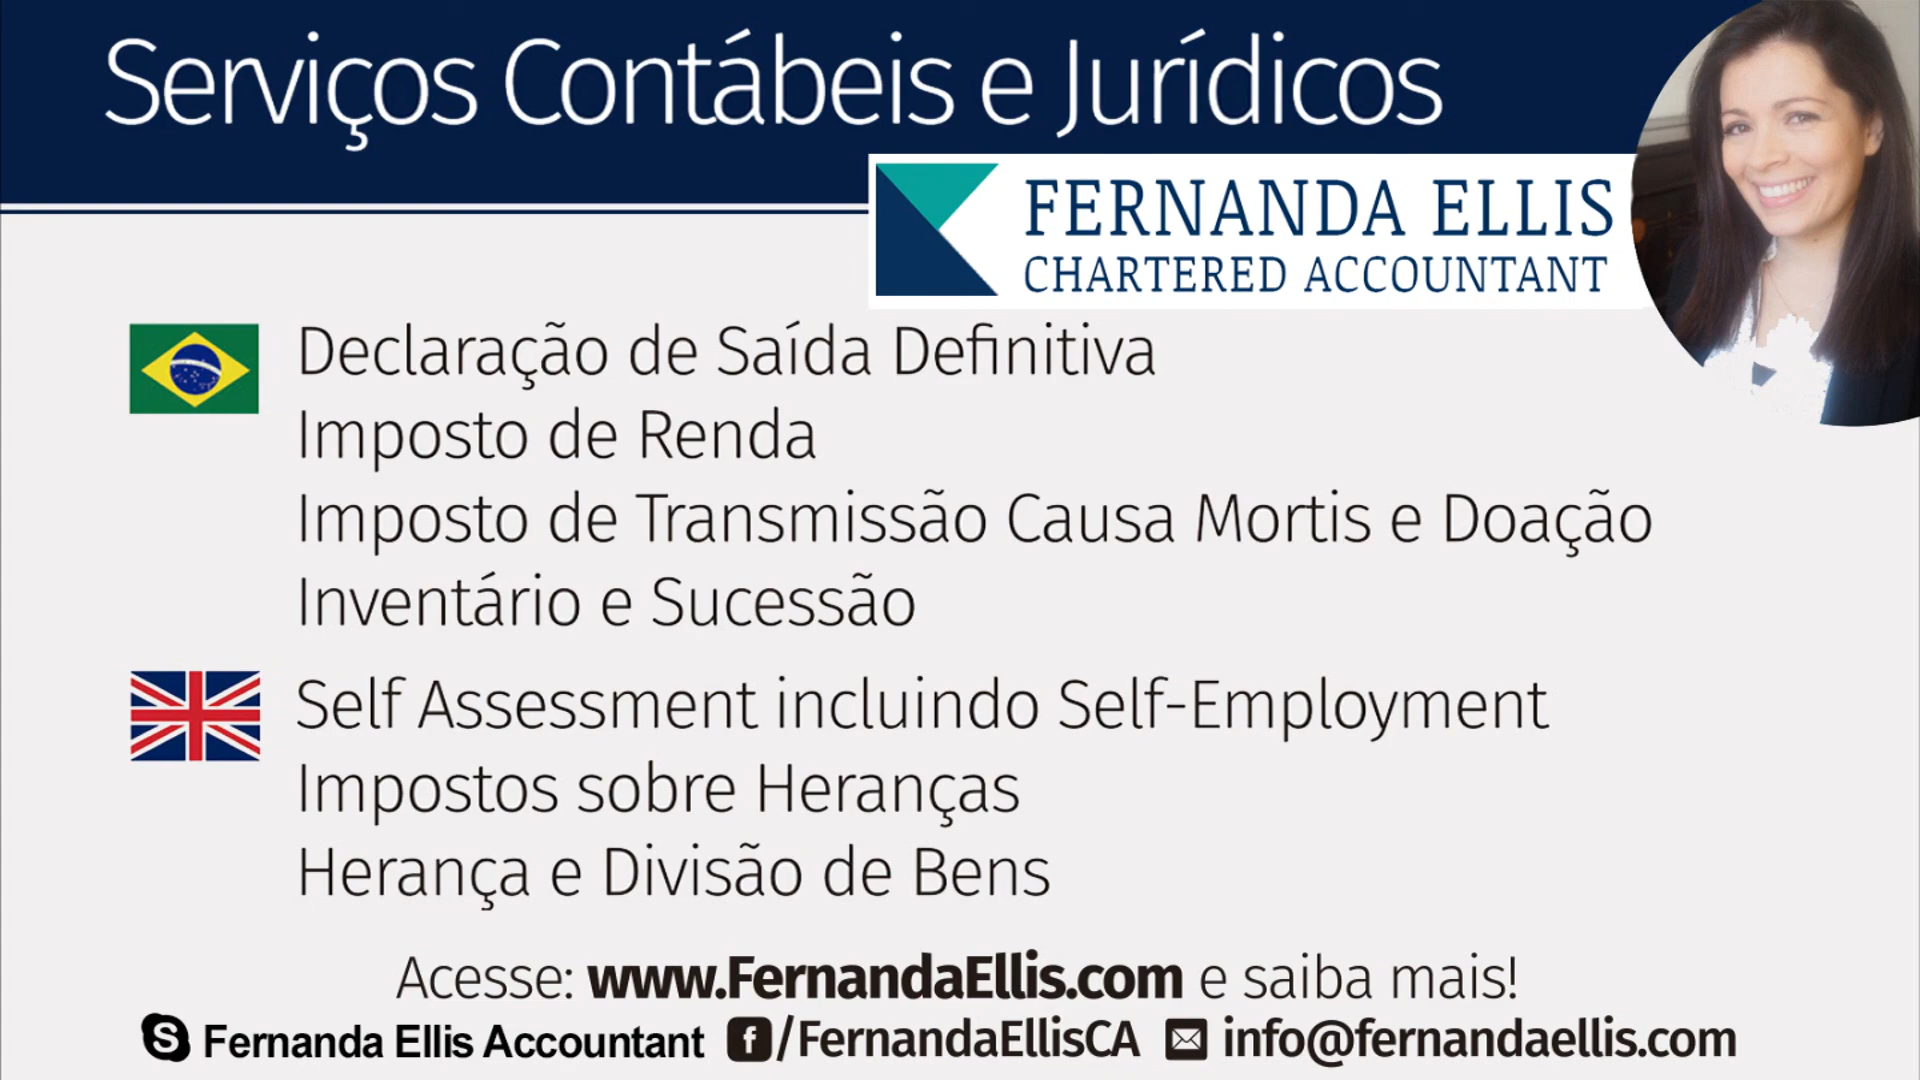 Serviços Contábeis e Jurídicos
FERNANDA ELLIS
CHARTERED ACCOUNTANT
Declaração de Saída Definitiva
Imposto de Renda
Imposto de Transmissão Causa Mortis e Doação
Inventário e Sucessão
Self Assessment incluindo Self-Employment
Impostos sobre Heranças
Herança e Divisão de Bens
Acesse: www.FernandaEllis.com e saiba mais!
Fernanda Ellis Accountant /FernandaEllisCA info@fernandaellis.com